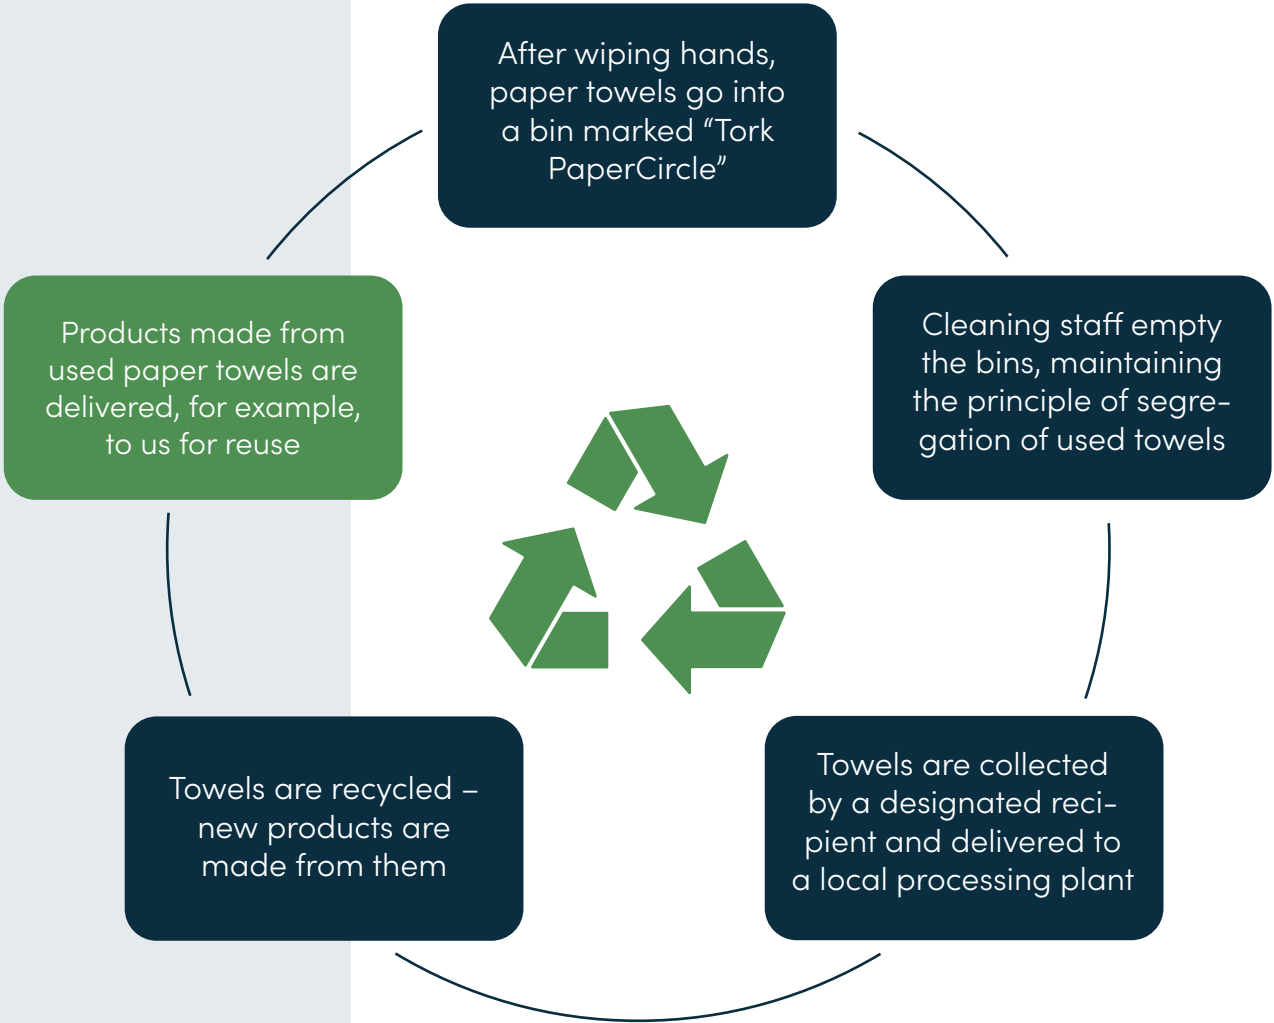 After wiping hands,
paper towels go into
a bin marked “Tork
PaperCircle”
Cleaning staff empty
the bins, maintaining
the principle of segre-
gation of used towels
Towels are collected
by a designated reci-
pient and delivered to
a local processing plant
Towels are recycled –
new products are
made from them
Products made from
used paper towels are
delivered, for example,
to us for reuse